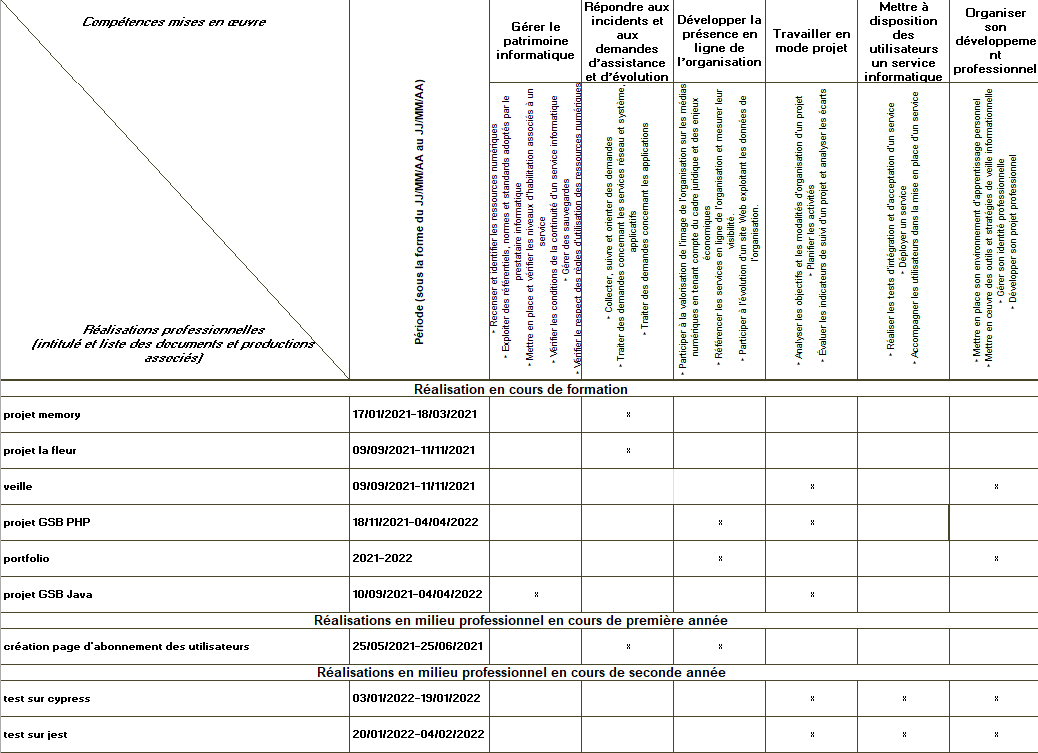 Compétences mises en œuvre
Réalisations professionnelles
(intitulé et liste des documents et productions
associés)
Période (sous la forme du JJ/MM/AA au JJ/MM/AA)
Gérer le
patrimoine
informatique
Répondre aux
incidents et
aux
demandes
d'assistance
et d'évolution
Développer la
présence en
ligne de
l'organisation
Travailler en
mode projet
Mettre à
disposition
des
utilisateurs
un service
informatique
Organiser
son
développeme
nt
professionnel
‣ Recenser et identifier les ressources numériques
‣ Exploiter des référentiels, normes et standards adoptés par le
prestataire informatique
‣ Mettre en place et vérifier les niveaux d'habilitation associés à un
service
‣ Vérifier les conditions de la continuité d'un service informatique
‣ Gérer des sauvegardes
‣ Vérifier le respect des règles d'utilisation des ressources numériques
‣ Collecter, suivre et orienter des demandes
‣ Traiter des demandes concernant les services réseau et système,
applicatifs
‣ Traiter des demandes concernant les applications
‣ Participer à la valorisation de l'image de l'organisation sur les médias
numériques en tenant compte du cadre juridique et des enjeux
économiques
‣ Référencer les services en ligne de l'organisation et mesurer leur
visibilité.
‣ Participer à l'évolution d'un site Web exploitant les données de
l'organisation.
‣ Analyser les objectifs et les modalités d'organisation d'un projet
‣ Planifier les activités
‣ Évaluer les indicateurs de suivi d'un projet et analyser les écarts
‣ Réaliser les tests d'intégration et d'acceptation d'un service
‣ Déployer un service
‣ Accompagner les utilisateurs dans la mise en place d'un service
‣ Mettre en place son environnement d'apprentissage personnel
‣ Mettre en œuvre des outils et stratégies de veille informationnelle
‣ Gérer son identité professionnelle
‣ Développer son projet professionnel
Réalisation en cours de formation
projet memory 17/01/2021-18/03/2021 x
projet la fleur 09/09/2021-11/11/2021 x
veille 09/09/2021-11/11/2021 x x
projet GSB PHP 18/11/2021-04/04/2022 x x
portfolio 2021-2022 x x
projet GSB Java 10/09/2021-04/04/2022 x x
Réalisations en milieu professionnel en cours de première année
création page d'abonnement des utilisateurs 25/05/2021-25/06/2021 x x
Réalisations en milieu professionnel en cours de seconde année
test sur cypress 03/01/2022-19/01/2022 x x x
test sur jest 20/01/2022-04/02/2022 x x x